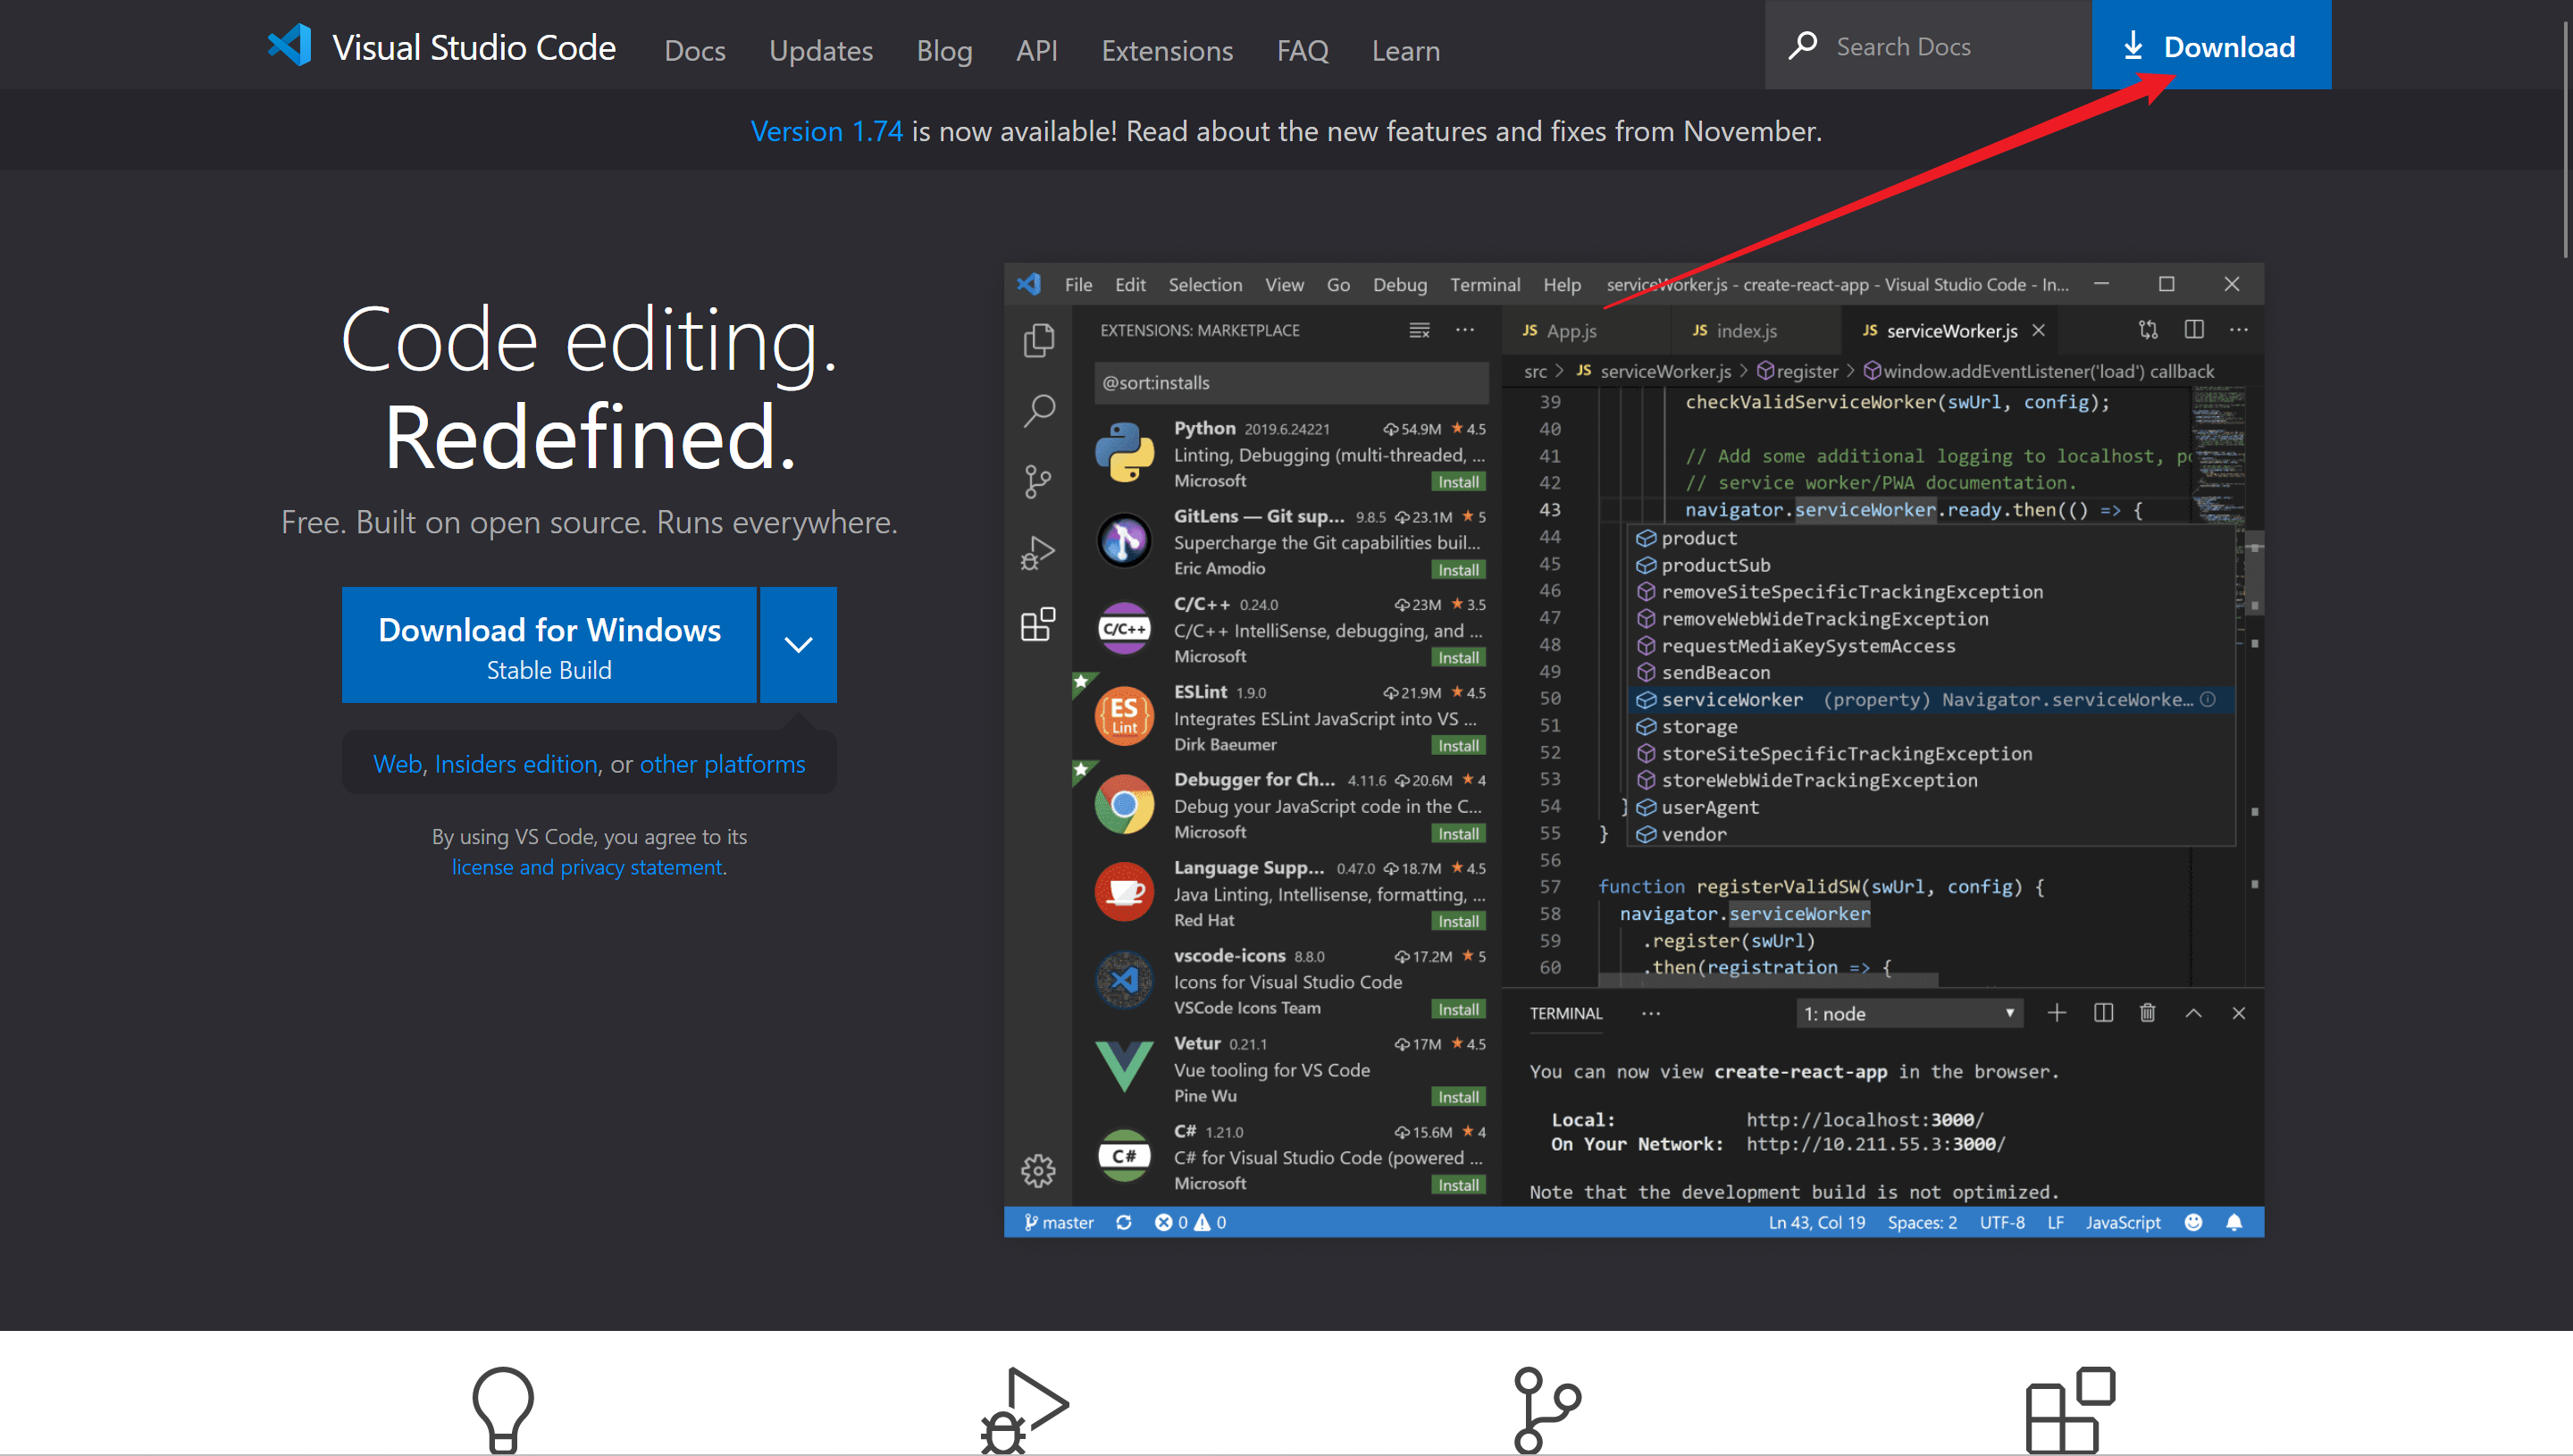 Visual Studio Code Docs Updates Blog API Extensions FAQ Learn Search Docs Download
Version 1.74 is now available! Read about the new features and fixes from November.
Code editing.
Redefined.
Free. Built on open source. Runs everywhere.
Download for Windows
Stable Build
Web, Insiders edition, or other platforms
By using VS Code, you agree to its
license and privacy statement.
File Edit Selection View Go Debug Terminal Help serviceWorker.js - create-react-app - Visual Studio Code - In...
EXTENSIONS: MARKETPLACE
@sort:installs
Python 2019.6.24221 54.9M 4.5
Linting, Debugging (multi-threaded, ...
Microsoft Install
GitLens — Git sup... 9.8.5 23.1M 5
Supercharge the Git capabilities buil...
Eric Amodio Install
C/C++
C/C++ 0.24.0 23M 3.5
C/C++ IntelliSense, debugging, and ...
Microsoft Install
ES
Lint
ESLint 1.9.0 21.9M 4.5
Integrates ESLint JavaScript into VS ...
Dirk Baeumer Install
Debugger for Ch... 4.11.6 20.6M 4
Debug your JavaScript code in the C...
Microsoft Install
Language Supp... 0.47.0 18.7M 4.5
Java Linting, Intellisense, formatting, ...
Red Hat Install
vscode-icons 8.8.0 17.2M 5
Icons for Visual Studio Code
VSCode Icons Team Install
Vetur 0.21.1 17M 4.5
Vue tooling for VS Code
Pine Wu Install
C#
C# 1.21.0 15.6M 4
C# for Visual Studio Code (powered ...
Microsoft Install
JS App.js JS index.js JS serviceWorker.js
src > JS serviceWorker.js > register > window.addEventListener('load') callback
39 checkValidServiceWorker(swUrl, config);
40
41 // Add some additional logging to localhost, p
42 // service worker/PWA documentation.
43 navigator.serviceWorker.ready.then(() => {
44 product
45 productSub
46 removeSiteSpecificTrackingException
47 removeWebWideTrackingException
48 requestMediaKeySystemAccess
49 sendBeacon
50 serviceWorker (property) Navigator.serviceWorke...
51 storage
52 storeSiteSpecificTrackingException
53 storeWebWideTrackingException
54 } userAgent
55 } vendor
56
57 function registerValidSW(swUrl, config) {
58 navigator.serviceWorker
59 .register(swUrl)
60 .then(registration => {
TERMINAL ... 1: node
You can now view create-react-app in the browser.
Local: http://localhost:3000/
On Your Network: http://10.211.55.3:3000/
Note that the development build is not optimized.
master 0 0 Ln 43, Col 19 Spaces: 2 UTF-8 LF JavaScript